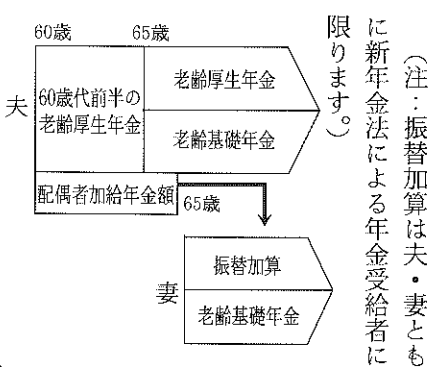 (注：振替加算は夫・妻とも
に新年金法による年金受給者に
限ります。)
60歳
65歳
夫
60歳代前半の
老齢厚生年金
老齢厚生年金
老齢基礎年金
配偶者加給年金額
65歳
妻
振替加算
老齢基礎年金